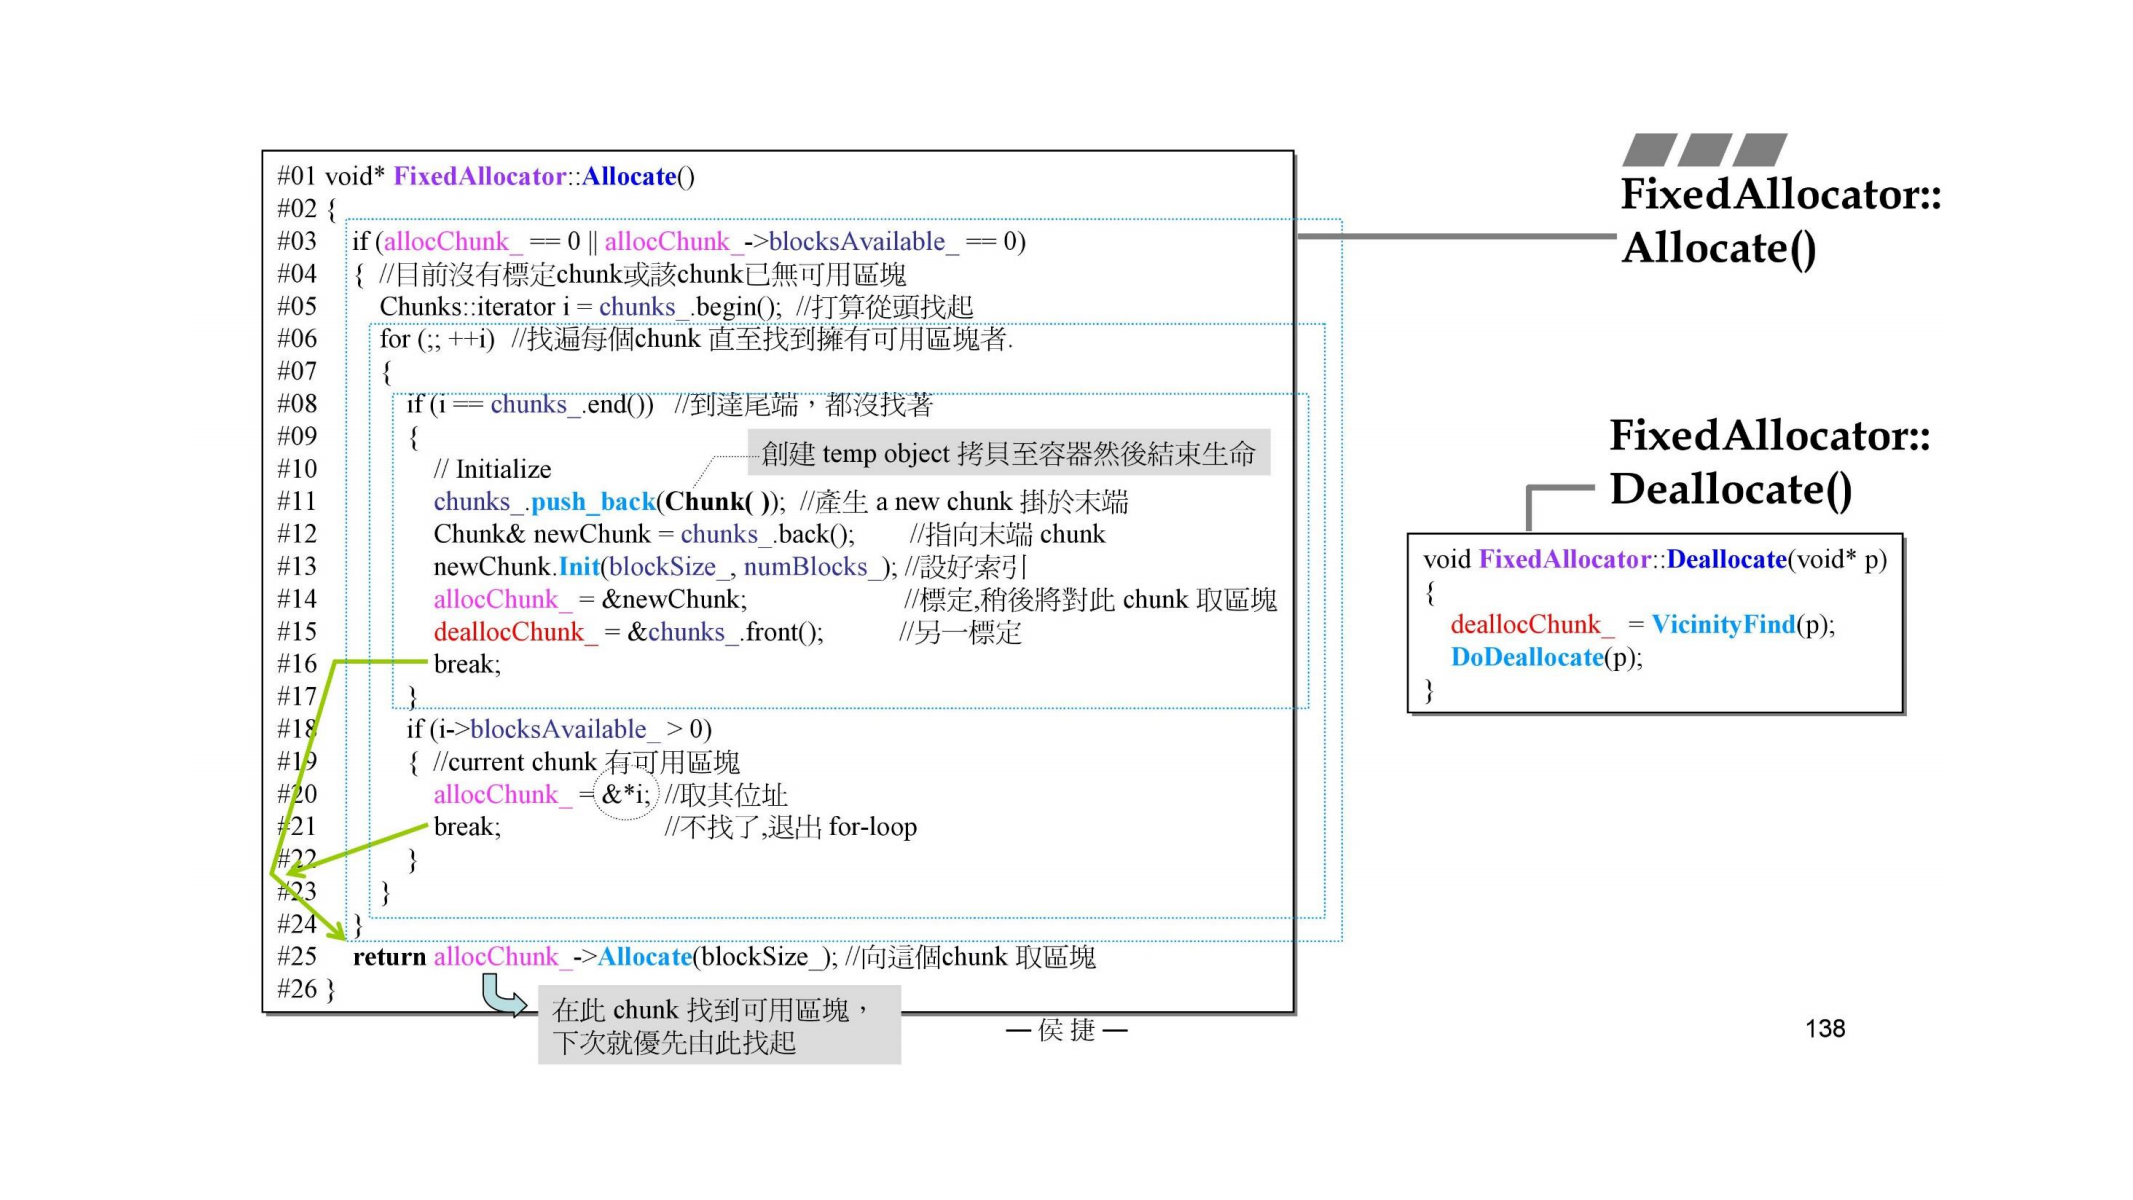 #01 void* FixedAllocator::Allocate()
#02 {
#03 if (allocChunk_ == 0 || allocChunk_->blocksAvailable_ == 0)
#04 { //目前沒有標定chunk或該chunk已無可用區塊
#05 Chunks::iterator i = chunks_.begin(); //打算從頭找起
#06 for (;; ++i) //找遍每個chunk 直至找到擁有可用區塊者.
#07 {
#08 if (i == chunks_.end()) //到達尾端，都沒找著
#09 {
創建 temp object 拷貝至容器然後結束生命
#10 // Initialize
#11 chunks_.push_back(Chunk( )); //產生 a new chunk 掛於末端
#12 Chunk& newChunk = chunks_.back(); //指向末端 chunk
#13 newChunk.Init(blockSize_, numBlocks_); //設好索引
#14 allocChunk_ = &newChunk; //標定,稍後將對此 chunk 取區塊
#15 deallocChunk_ = &chunks_.front(); //另一標定
#16 break;
#17 }
#18 if (i->blocksAvailable_ > 0)
#19 { //current chunk 有可用區塊
#20 allocChunk_ = &*i; //取其位址
#21 break; //不找了,退出 for-loop
#22 }
#23 }
#24 }
#25 return allocChunk_->Allocate(blockSize_); //向這個chunk 取區塊
#26 }
在此 chunk 找到可用區塊，
下次就優先由此找起
FixedAllocator::
Allocate()
FixedAllocator::
Deallocate()
void FixedAllocator::Deallocate(void* p)
{
deallocChunk_ = VicinityFind(p);
DoDeallocate(p);
}
— 侯 捷 —
138